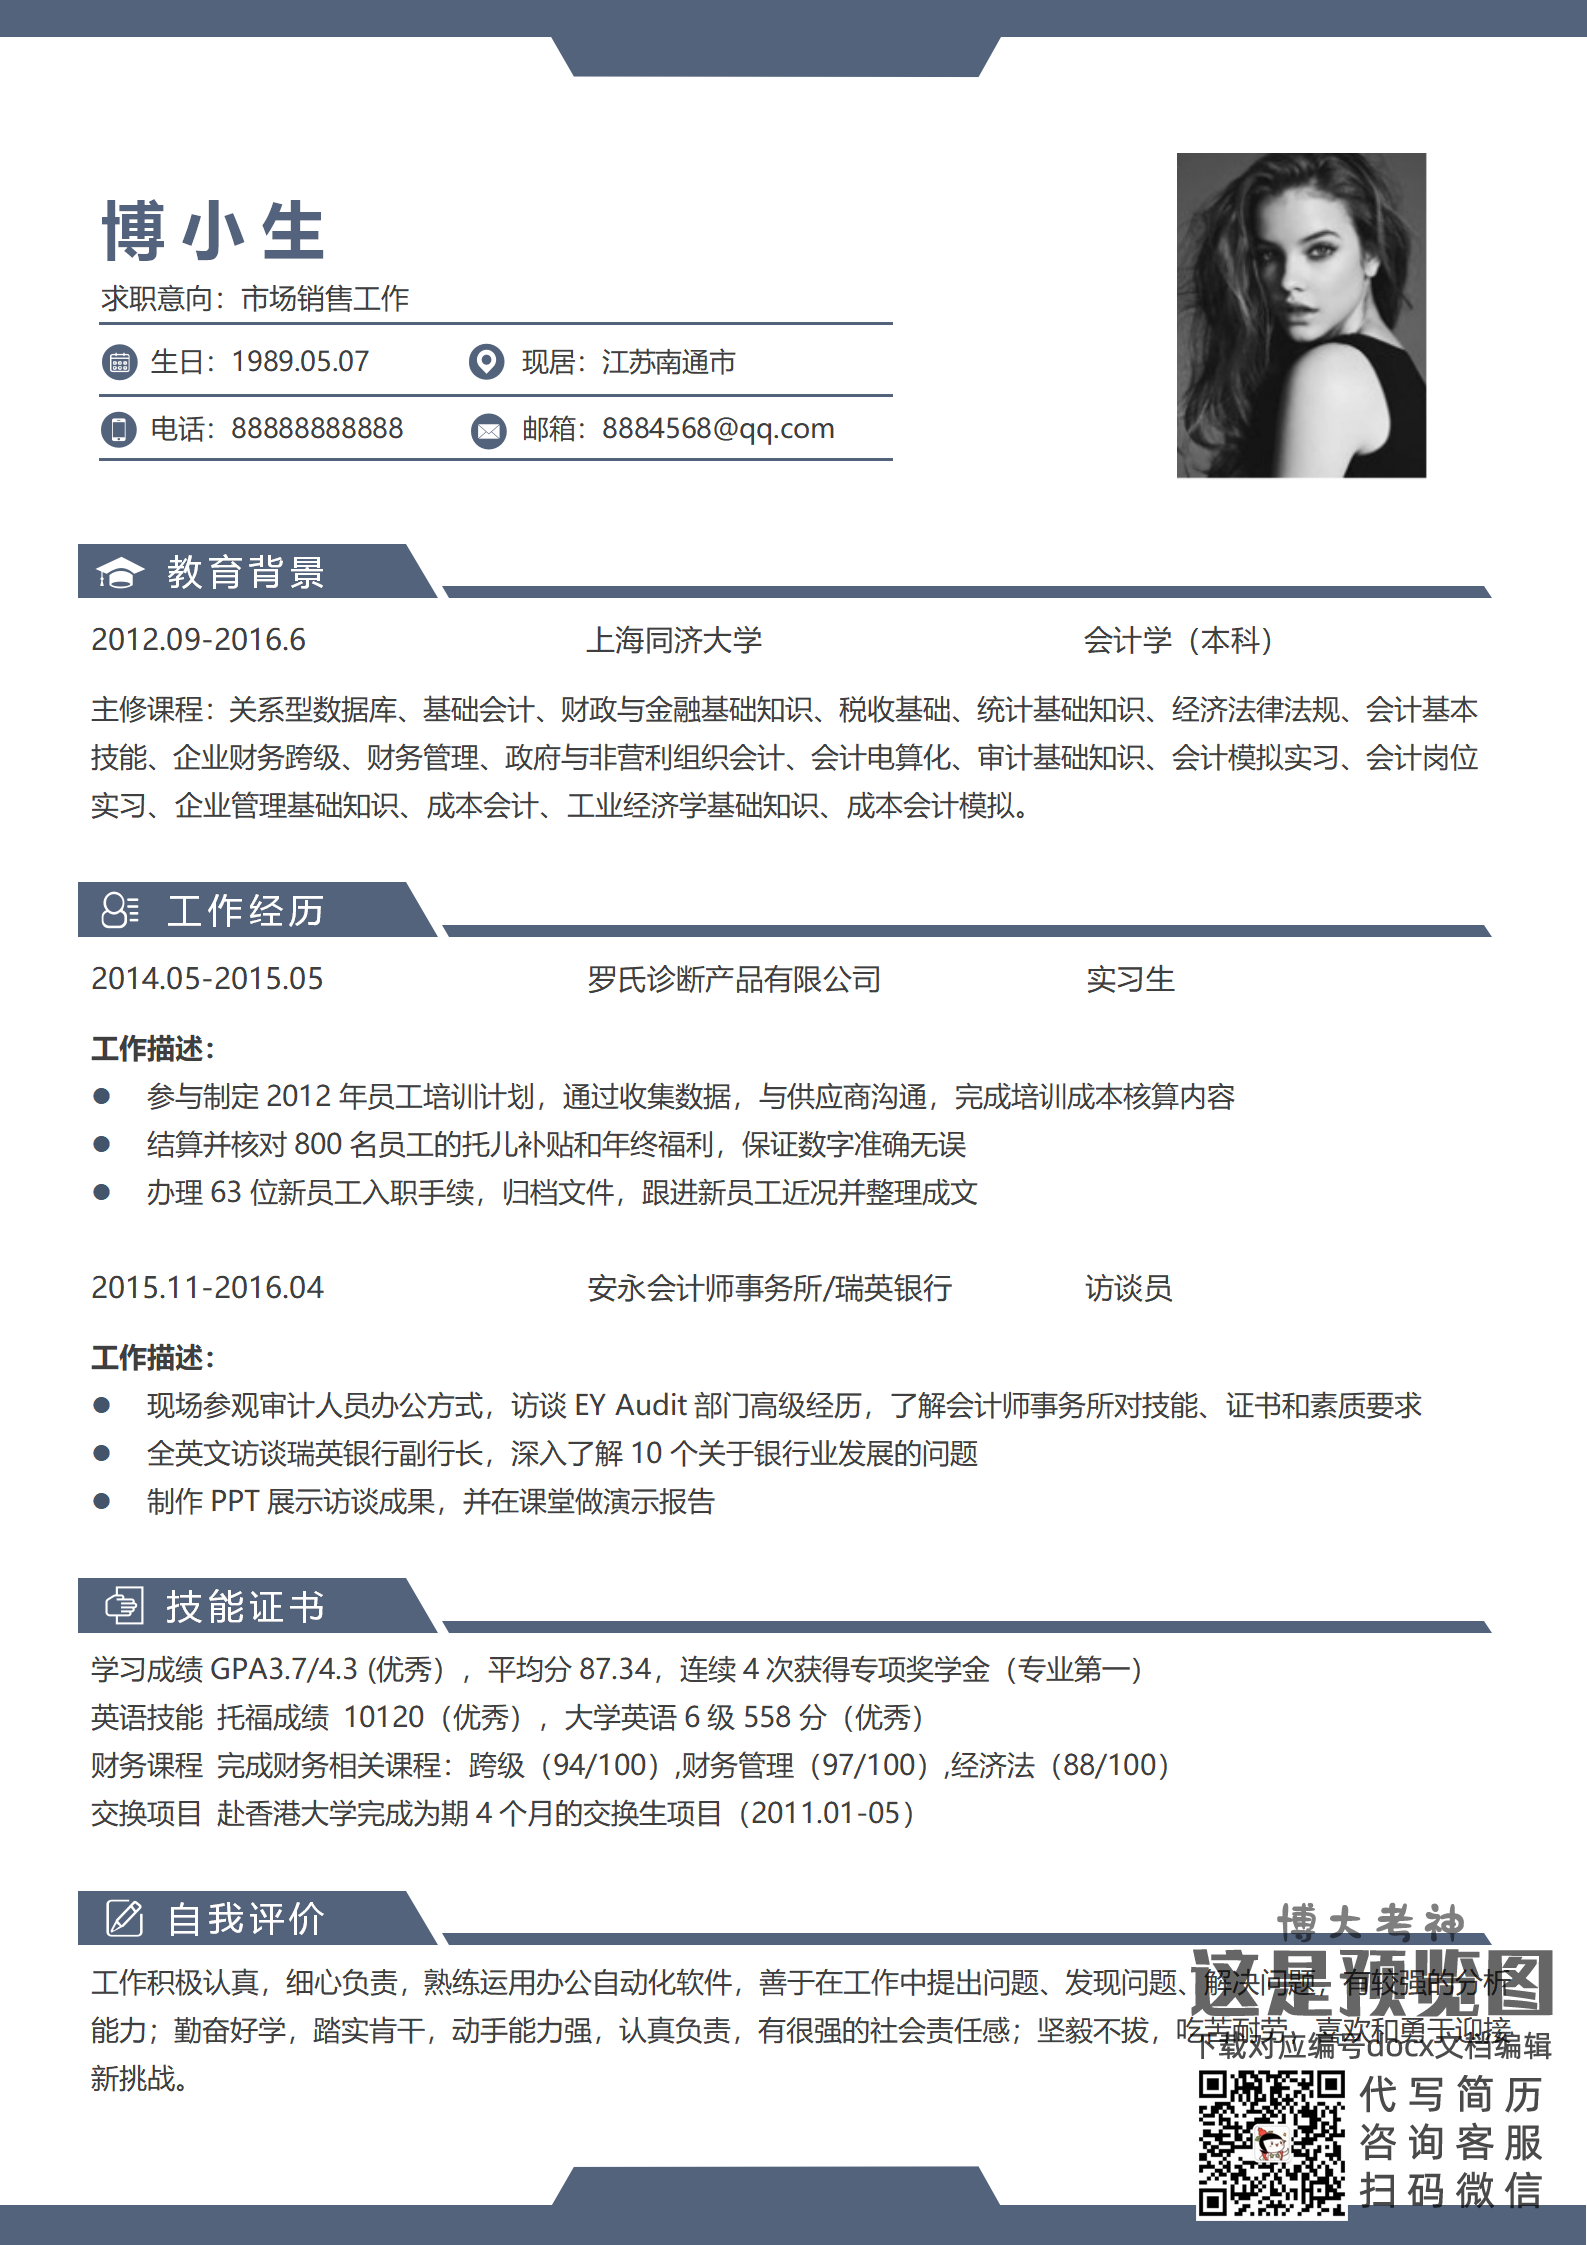 博小生
求职意向：市场销售工作
生日：1989.05.07 现居：江苏南通市
电话：88888888888 邮箱：8884568@qq.com
教育背景
2012.09-2016.6 上海同济大学 会计学（本科）
主修课程：关系型数据库、基础会计、财政与金融基础知识、税收基础、统计基础知识、经济法律法规、会计基本
技能、企业财务跨级、财务管理、政府与非营利组织会计、会计电算化、审计基础知识、会计模拟实习、会计岗位
实习、企业管理基础知识、成本会计、工业经济学基础知识、成本会计模拟。
工作经历
2014.05-2015.05 罗氏诊断产品有限公司 实习生
工作描述：
● 参与制定 2012 年员工培训计划，通过收集数据，与供应商沟通，完成培训成本核算内容
● 结算并核对 800 名员工的托儿补贴和年终福利，保证数字准确无误
● 办理 63 位新员工入职手续，归档文件，跟进新员工近况并整理成文
2015.11-2016.04 安永会计师事务所/瑞英银行 访谈员
工作描述：
● 现场参观审计人员办公方式，访谈 EY Audit 部门高级经历，了解会计师事务所对技能、证书和素质要求
● 全英文访谈瑞英银行副行长，深入了解 10 个关于银行业发展的问题
● 制作 PPT 展示访谈成果，并在课堂做演示报告
技能证书
学习成绩 GPA3.7/4.3 (优秀），平均分 87.34，连续 4 次获得专项奖学金（专业第一）
英语技能 托福成绩 10120（优秀），大学英语 6 级 558 分（优秀）
财务课程 完成财务相关课程：跨级（94/100）,财务管理（97/100）,经济法（88/100）
交换项目 赴香港大学完成为期 4 个月的交换生项目（2011.01-05）
自我评价
工作积极认真，细心负责，熟练运用办公自动化软件，善于在工作中提出问题、发现问题、解决问题，有较强的分析
能力；勤奋好学，踏实肯干，动手能力强，认真负责，有很强的社会责任感；坚毅不拔，吃苦耐劳，喜欢和勇于迎接
新挑战。
博大考神
这是预览图
下载对应编号docx文档编辑
代写简历
咨询客服
扫码微信